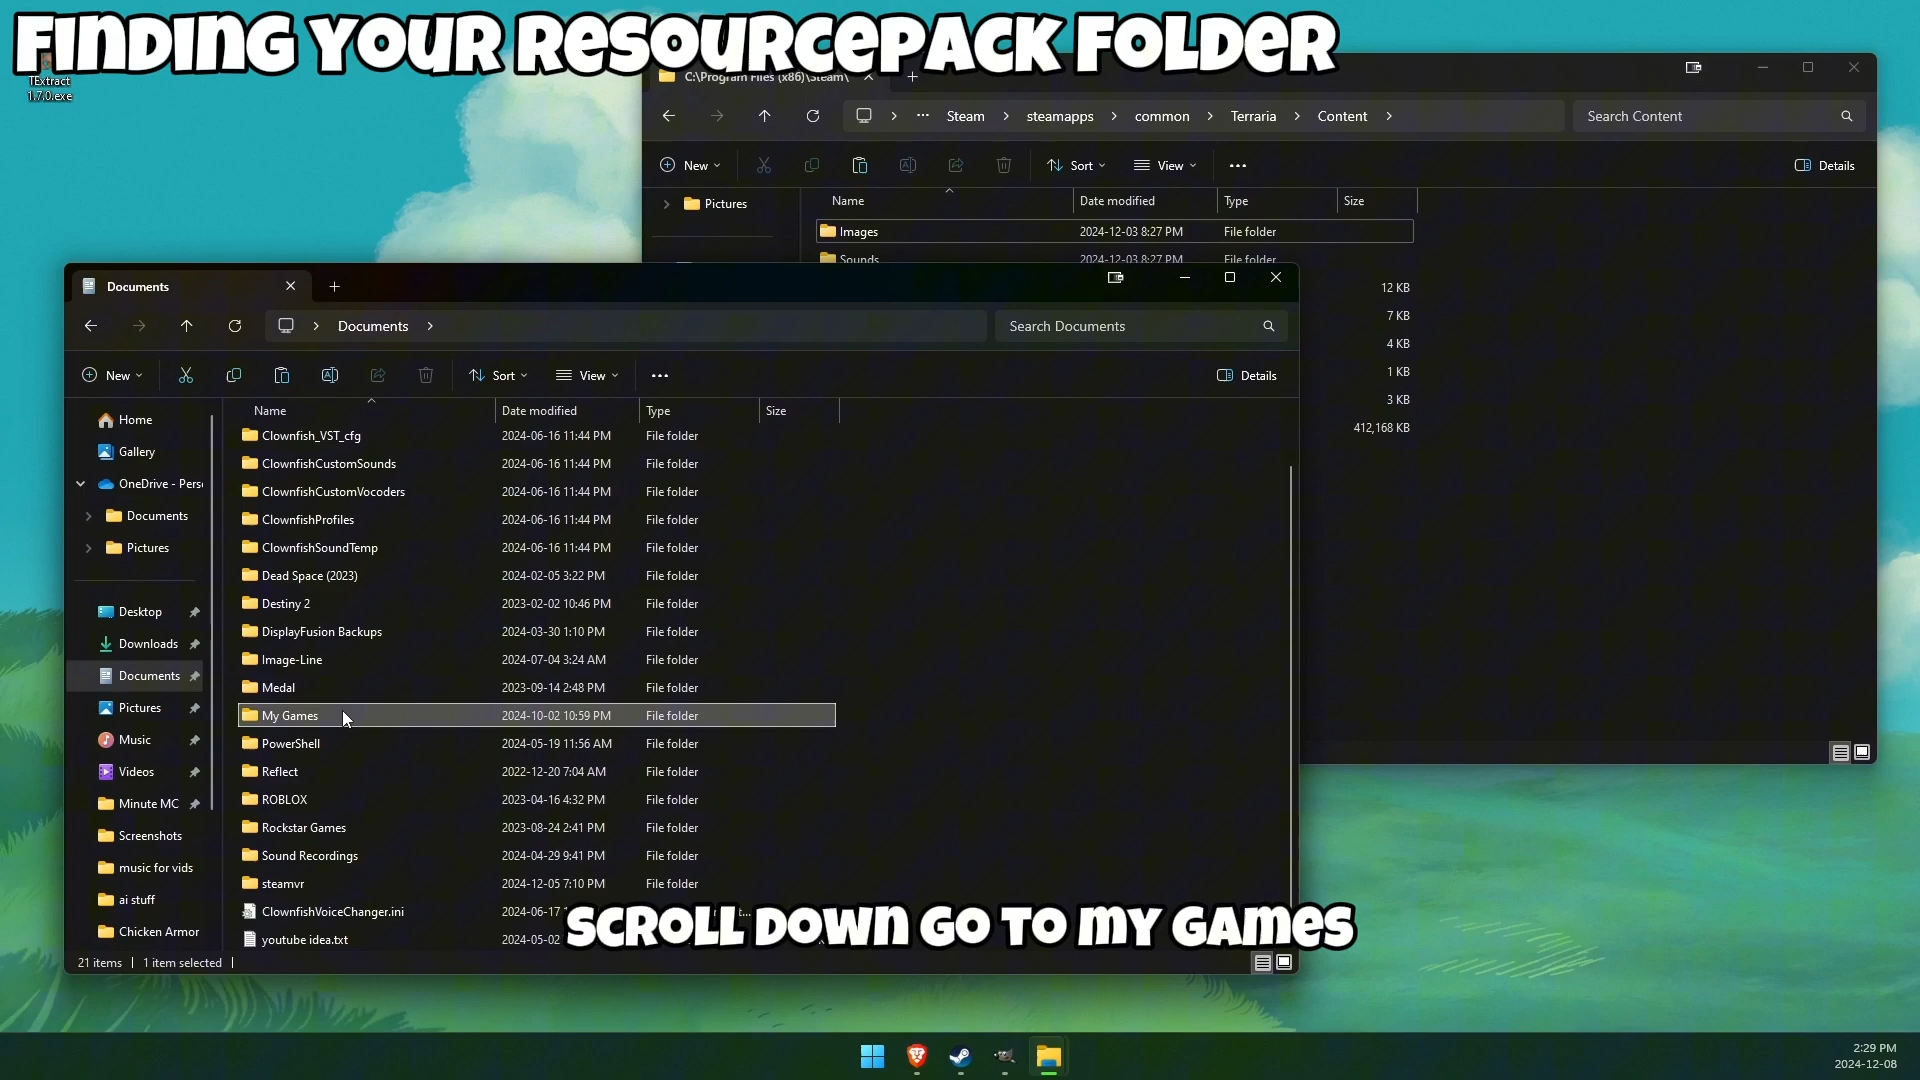 Finding Your Resourcepack Folder
TExtract
1.7.0.exe
C:\Program Files (x86)\Steam\
Steam
steamapps
common
Terraria
Content
Search Content
New
Sort
View
Details
Pictures
Name
Date modified
Type
Size
Images
2024-12-03 8:27 PM
File folder
Sounds
2024-12-03 8:27 PM
File folder
12 KB
7 KB
4 KB
1 KB
3 KB
412,168 KB
Documents
Documents
Search Documents
New
Sort
View
Details
Home
Gallery
OneDrive - Pers
Documents
Pictures
Desktop
Downloads
Documents
Pictures
Music
Videos
Minute MC
Screenshots
music for vids
ai stuff
Chicken Armor
Name Date modified Type Size
Clownfish_VST_cfg 2024-06-16 11:44 PM File folder
ClownfishCustomSounds 2024-06-16 11:44 PM File folder
ClownfishCustomVocoders 2024-06-16 11:44 PM File folder
ClownfishProfiles 2024-06-16 11:44 PM File folder
ClownfishSoundTemp 2024-06-16 11:44 PM File folder
Dead Space (2023) 2024-02-05 3:22 PM File folder
Destiny 2 2023-02-02 10:46 PM File folder
DisplayFusion Backups 2024-03-30 1:10 PM File folder
Image-Line 2024-07-04 3:24 AM File folder
Medal 2023-09-14 2:48 PM File folder
My Games 2024-10-02 10:59 PM File folder
PowerShell 2024-05-19 11:56 AM File folder
Reflect 2022-12-20 7:04 AM File folder
ROBLOX 2023-04-16 4:32 PM File folder
Rockstar Games 2023-08-24 2:41 PM File folder
Sound Recordings 2024-04-29 9:41 PM File folder
steamvr 2024-12-05 7:10 PM File folder
ClownfishVoiceChanger.ini 2024-06-17
youtube idea.txt 2024-05-02
scroll down go to my games
21 items 1 item selected
2:29 PM
2024-12-08